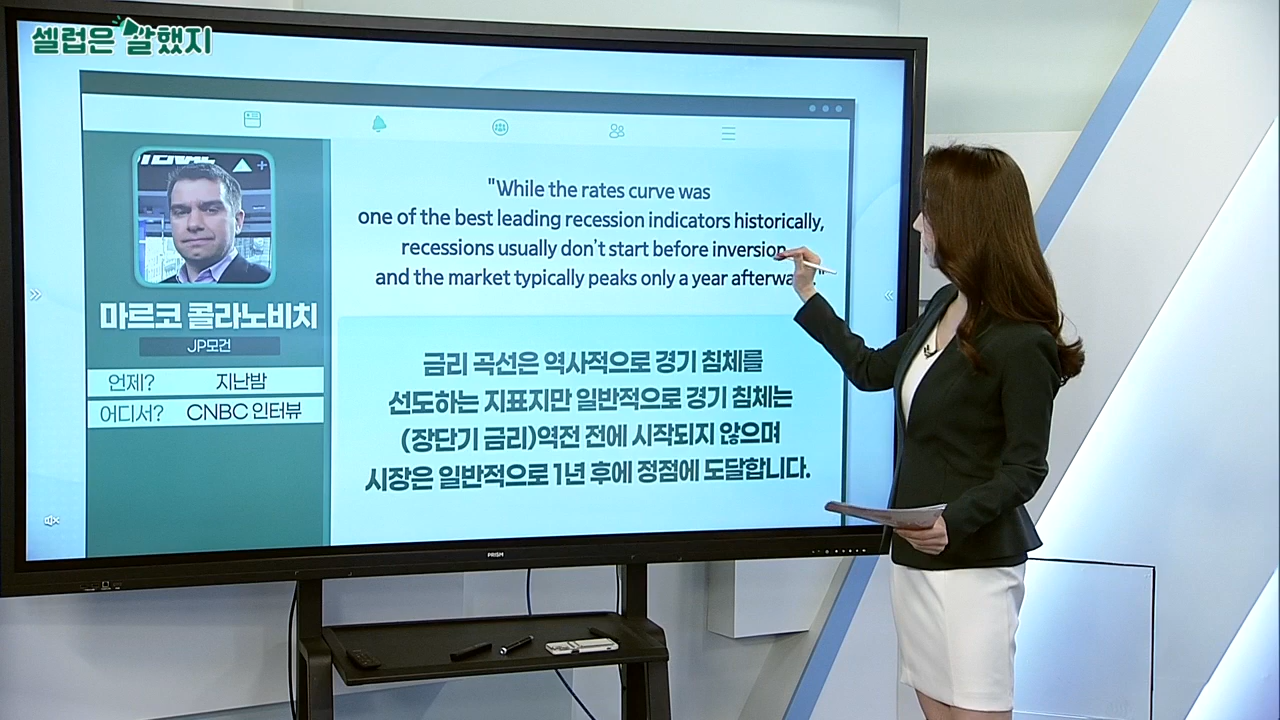 셀럽은 말했지
마르코 콜라노비치
JP모건
언제? 지난밤
어디서? CNBC 인터뷰
"While the rates curve was
one of the best leading recession indicators historically,
recessions usually don't start before inversion
and the market typically peaks only a year
금리 곡선은 역사적으로 경기 침체를
선도하는 지표지만 일반적으로 경기 침체는
(장단기 금리)역전 전에 시작되지 않으며
시장은 일반적으로 1년 후에 정점에 도달합니다.
PRISM